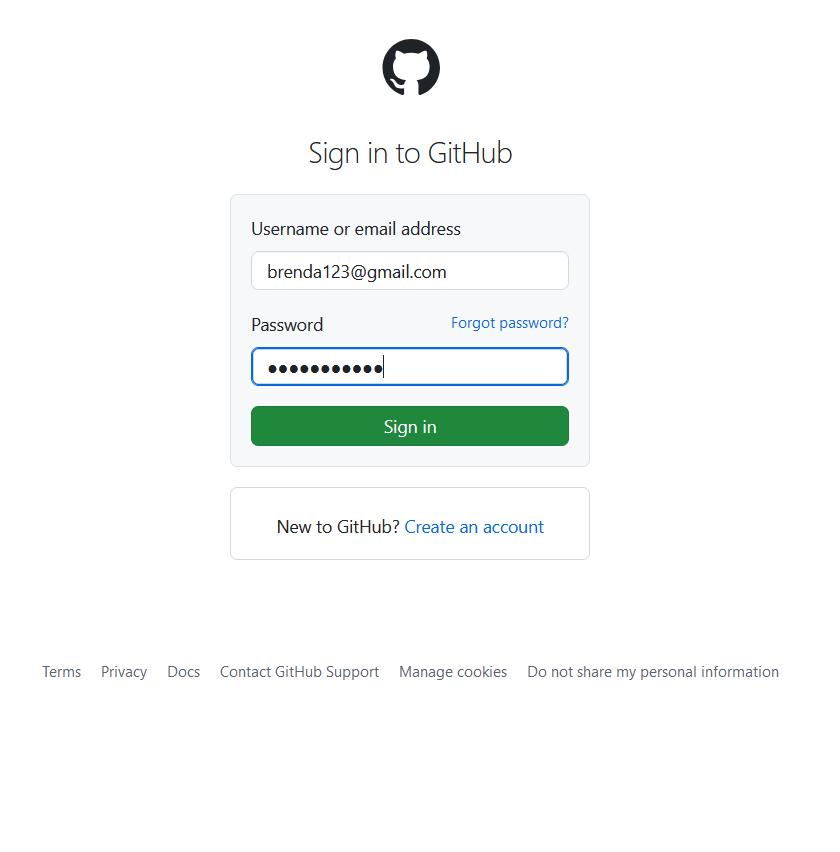 Sign in to GitHub
Username or email address
brenda123@gmail.com
Password Forgot password?
●●●●●●●●●●●
Sign in
New to GitHub? Create an account
Terms Privacy Docs Contact GitHub Support Manage cookies Do not share my personal information